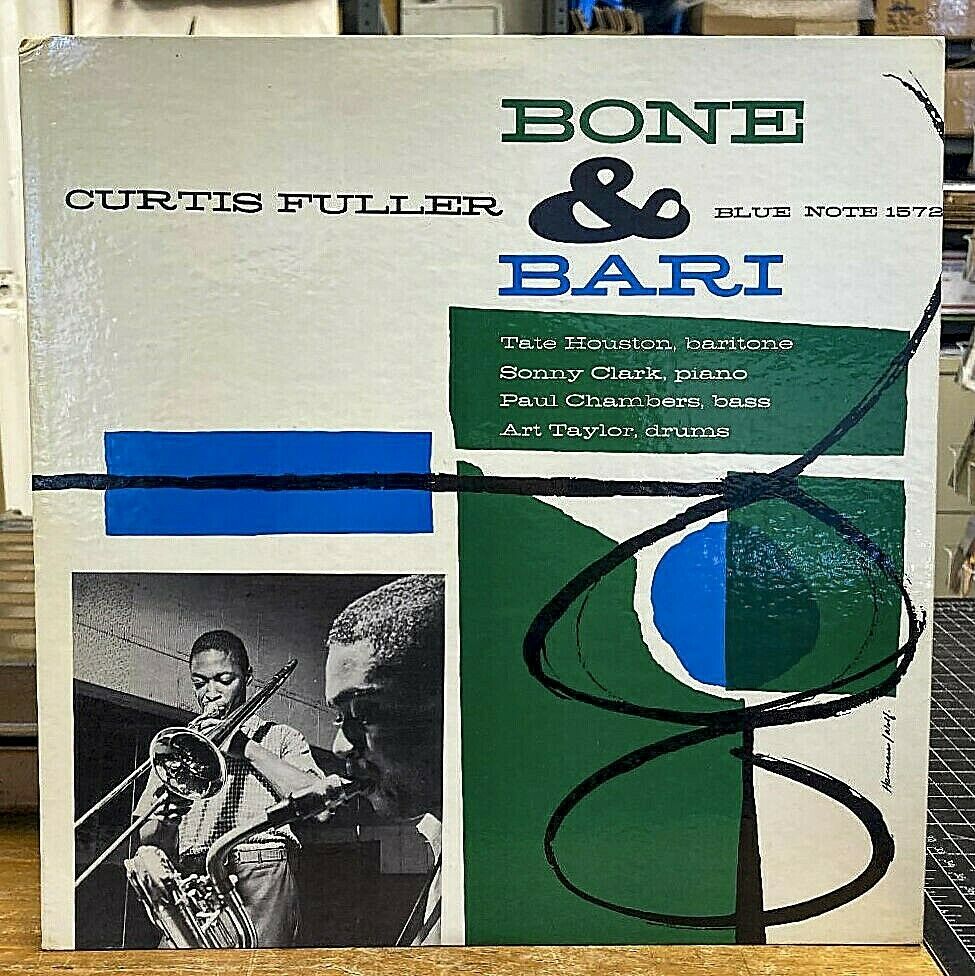 BONE
CURTIS FULLER & BLUE NOTE 1572
BARI
Tate Houston, baritone
Sonny Clark, piano
Paul Chambers, bass
Art Taylor, drums